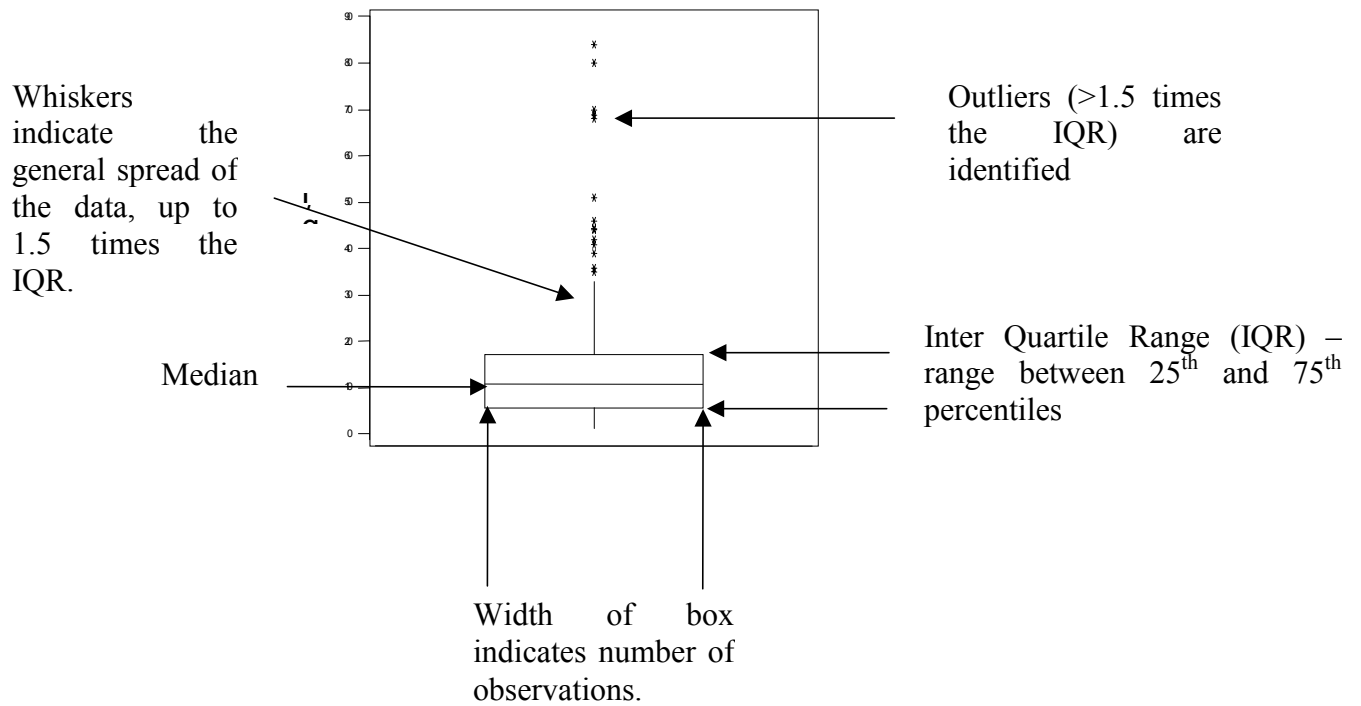 90
80
70
60
50
40
30
20
10
0
Whiskers
indicate the
general spread of
the data, up to
1.5 times the
IQR.
Outliers (>1.5 times
the IQR) are
identified
Median
Inter Quartile Range (IQR) –
range between 25th and 75th
percentiles
Width of box
indicates number of
observations.